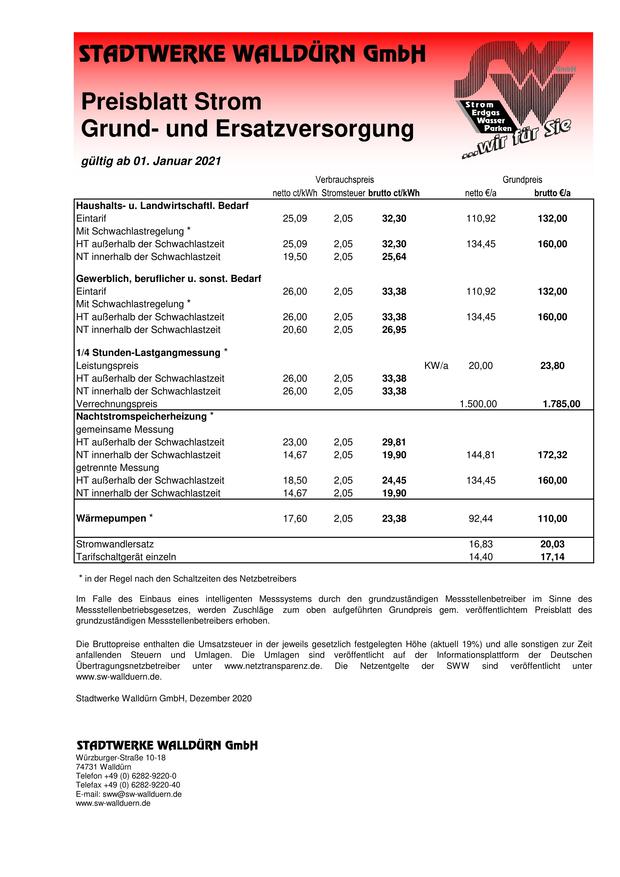 STADTWERKE WALLDÜRN GmbH
SW GmbH
Strom
Erdgas
Wasser
Parken
...wir für Sie
Preisblatt Strom
Grund- und Ersatzversorgung
gültig ab 01. Januar 2021
Verbrauchspreis Grundpreis
netto ct/kWh Stromsteuer brutto ct/kWh netto €/a brutto €/a
Haushalts- u. Landwirtschaftl. Bedarf
Eintarif 25,09 2,05 32,30 110,92 132,00
Mit Schwachlastregelung *
HT außerhalb der Schwachlastzeit 25,09 2,05 32,30 134,45 160,00
NT innerhalb der Schwachlastzeit 19,50 2,05 25,64
Gewerblich, beruflicher u. sonst. Bedarf
Eintarif 26,00 2,05 33,38 110,92 132,00
Mit Schwachlastregelung *
HT außerhalb der Schwachlastzeit 26,00 2,05 33,38 134,45 160,00
NT innerhalb der Schwachlastzeit 20,60 2,05 26,95
1/4 Stunden-Lastgangmessung *
Leistungspreis KW/a 20,00 23,80
HT außerhalb der Schwachlastzeit 26,00 2,05 33,38
NT innerhalb der Schwachlastzeit 26,00 2,05 33,38
Verrechnungspreis 1.500,00 1.785,00
Nachtstromspeicherheizung *
gemeinsame Messung
HT außerhalb der Schwachlastzeit 23,00 2,05 29,81
NT innerhalb der Schwachlastzeit 14,67 2,05 19,90 144,81 172,32
getrennte Messung
HT außerhalb der Schwachlastzeit 18,50 2,05 24,45 134,45 160,00
NT innerhalb der Schwachlastzeit 14,67 2,05 19,90
Wärmepumpen * 17,60 2,05 23,38 92,44 110,00
Stromwandlersatz 16,83 20,03
Tarifschaltgerät einzeln 14,40 17,14
* in der Regel nach den Schaltzeiten des Netzbetreibers
Im Falle des Einbaus eines intelligenten Messsystems durch den grundzuständigen Messstellenbetreiber im Sinne des
Messstellenbetriebsgesetzes, werden Zuschläge zum oben aufgeführten Grundpreis gem. veröffentlichtem Preisblatt des
grundzuständigen Messstellenbetreibers erhoben.
Die Bruttopreise enthalten die Umsatzsteuer in der jeweils gesetzlich festgelegten Höhe (aktuell 19%) und alle sonstigen zur Zeit
anfallenden Steuern und Umlagen. Die Umlagen sind veröffentlicht auf der Informationsplattform der Deutschen
Übertragungsnetzbetreiber unter www.netztransparenz.de. Die Netzentgelte der SWW sind veröffentlicht unter
www.sw-wallduern.de.
Stadtwerke Walldürn GmbH, Dezember 2020
STADTWERKE WALLDÜRN GmbH
Würzburger-Straße 10-18
74731 Walldürn
Telefon +49 (0) 6282-9220-0
Telefax +49 (0) 6282-9220-40
E-mail: sww@sw-wallduern.de
www.sw-wallduern.de